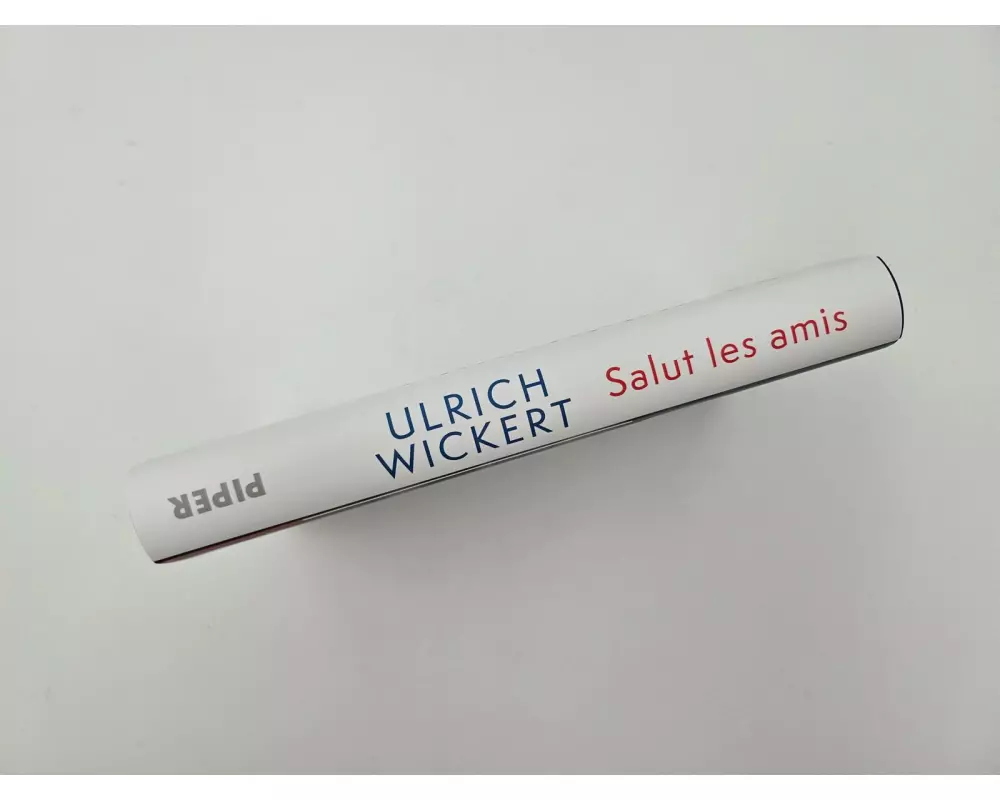 ULRICH
WICKERT
Salut les amis
PIPER